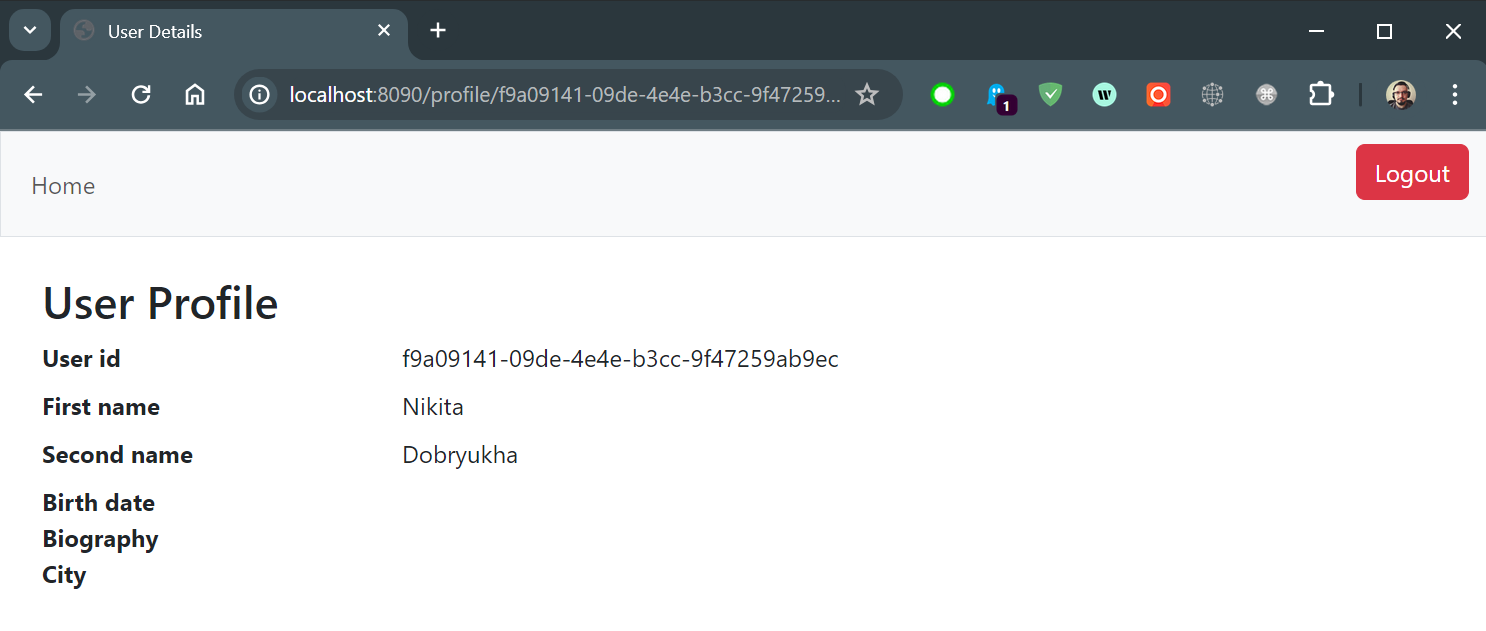 User Details
localhost:8090/profile/f9a09141-09de-4e4e-b3cc-9f47259...
1
Home
Logout
User Profile
User id f9a09141-09de-4e4e-b3cc-9f47259ab9ec
First name Nikita
Second name Dobryukha
Birth date
Biography
City